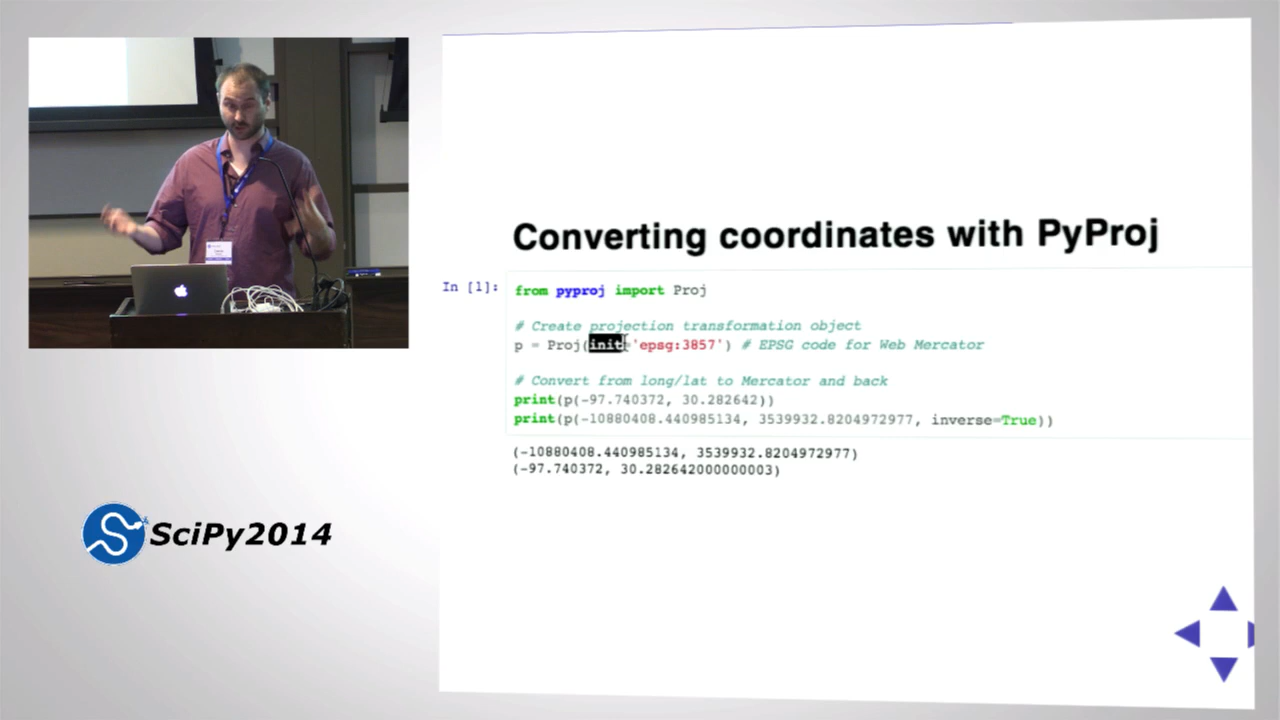 Converting coordinates with PyProj
In [1]:
from pyproj import Proj
# Create projection transformation object
p = Proj(init='epsg:3857') # EPSG code for Web Mercator
# Convert from long/lat to Mercator and back
print(p(-97.740372, 30.282642))
print(p(-10880408.440985134, 3539932.8204972977, inverse=True))
(-10880408.440985134, 3539932.8204972977)
(-97.740372, 30.282642000000003)
SciPy2014